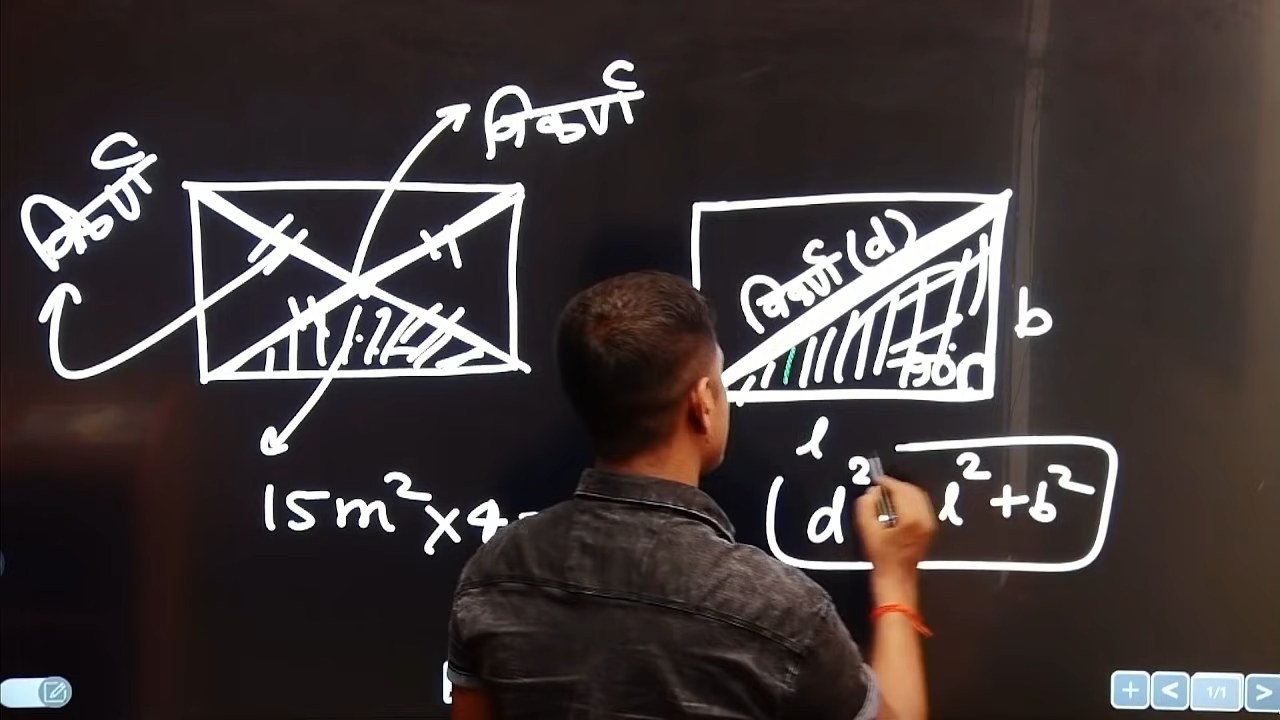 विकर्ण
विकर्ण
15m² × 4
विकर्ण (d)
b
90°
l
d² l² + b²
1/1